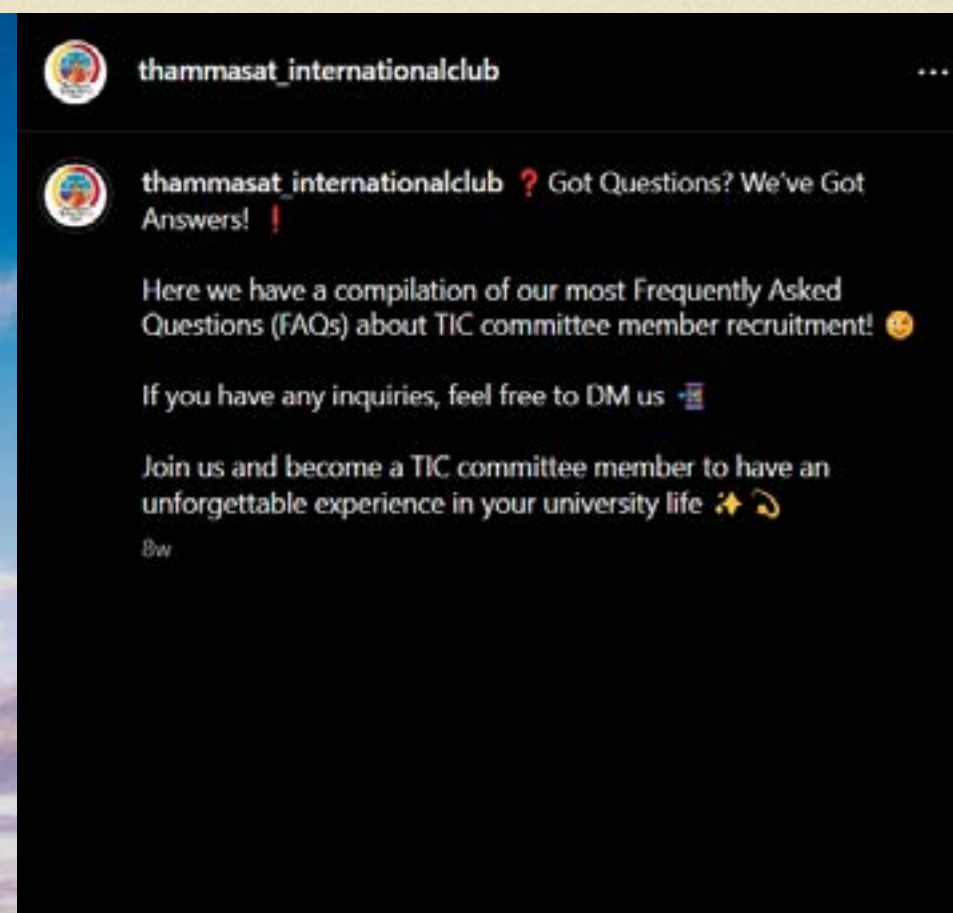 thammasat_internationalclub
thammasat_internationalclub ❓ Got Questions? We've Got
Answers! ❗
Here we have a compilation of our most Frequently Asked
Questions (FAQs) about TIC committee member recruitment! 😉
If you have any inquiries, feel free to DM us 📲
Join us and become a TIC committee member to have an
unforgettable experience in your university life ✨ 💫
8w